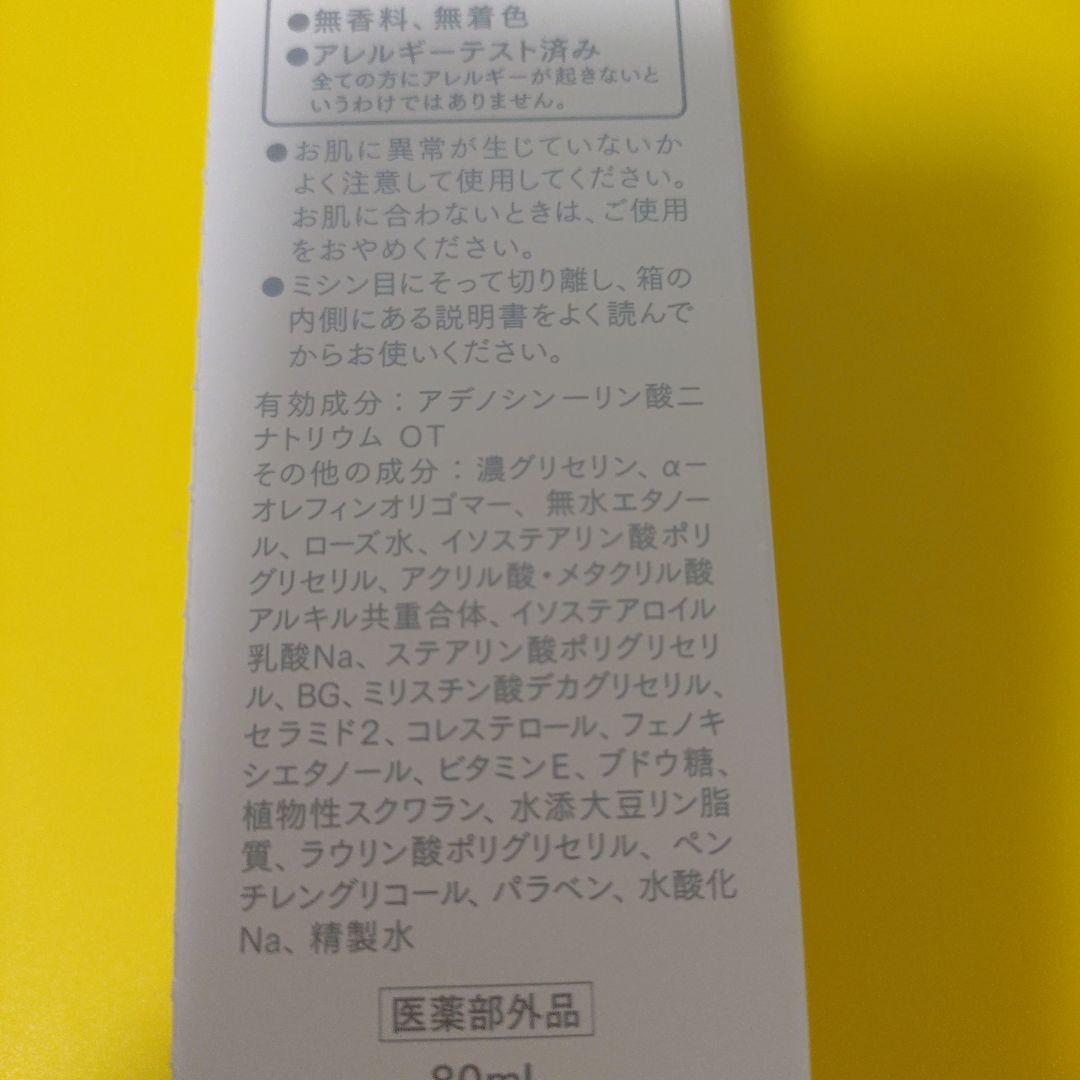 ●無香料、無着色
●アレルギーテスト済み
全ての方にアレルギーが起きないと
いうわけではありません。
●お肌に異常が生じていないか
よく注意して使用してください。
お肌に合わないときは、ご使用
をおやめください。
●ミシン目にそって切り離し、箱の
内側にある説明書をよく読んで
からお使いください。
有効成分：アデノシン一リン酸二
ナトリウム OT
その他の成分：濃グリセリン、α－
オレフィンオリゴマー、無水エタノー
ル、ローズ水、イソステアリン酸ポリ
グリセリル、アクリル酸・メタクリル酸
アルキル共重合体、イソステアロイル
乳酸Na、ステアリン酸ポリグリセリ
ル、BG、ミリスチン酸デカグリセリル、
セラミド2、コレステロール、フェノキ
シエタノール、ビタミンE、ブドウ糖、
植物性スクワラン、水添大豆リン脂
質、ラウリン酸ポリグリセリル、ペン
チレングリコール、パラベン、水酸化
Na、精製水
医薬部外品
80mL